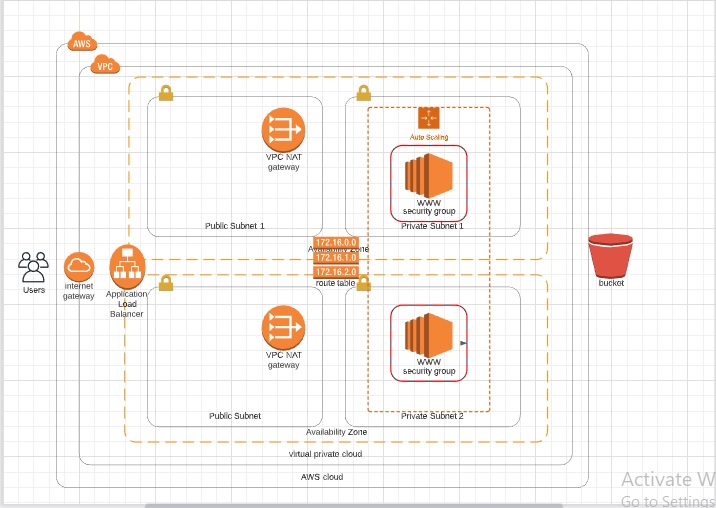 AWS
VPC
VPC NAT
gateway
Auto Scaling
WWW
security group
Public Subnet 1
Private Subnet 1
172.16.0.0
Availability Zone
172.16.1.0
172.16.2.0
route table
Users
internet
gateway
Application
Load
Balancer
bucket
VPC NAT
gateway
WWW
security group
Public Subnet
Private Subnet 2
Availability Zone
virtual private cloud
AWS cloud
Activate W
Go to Settings